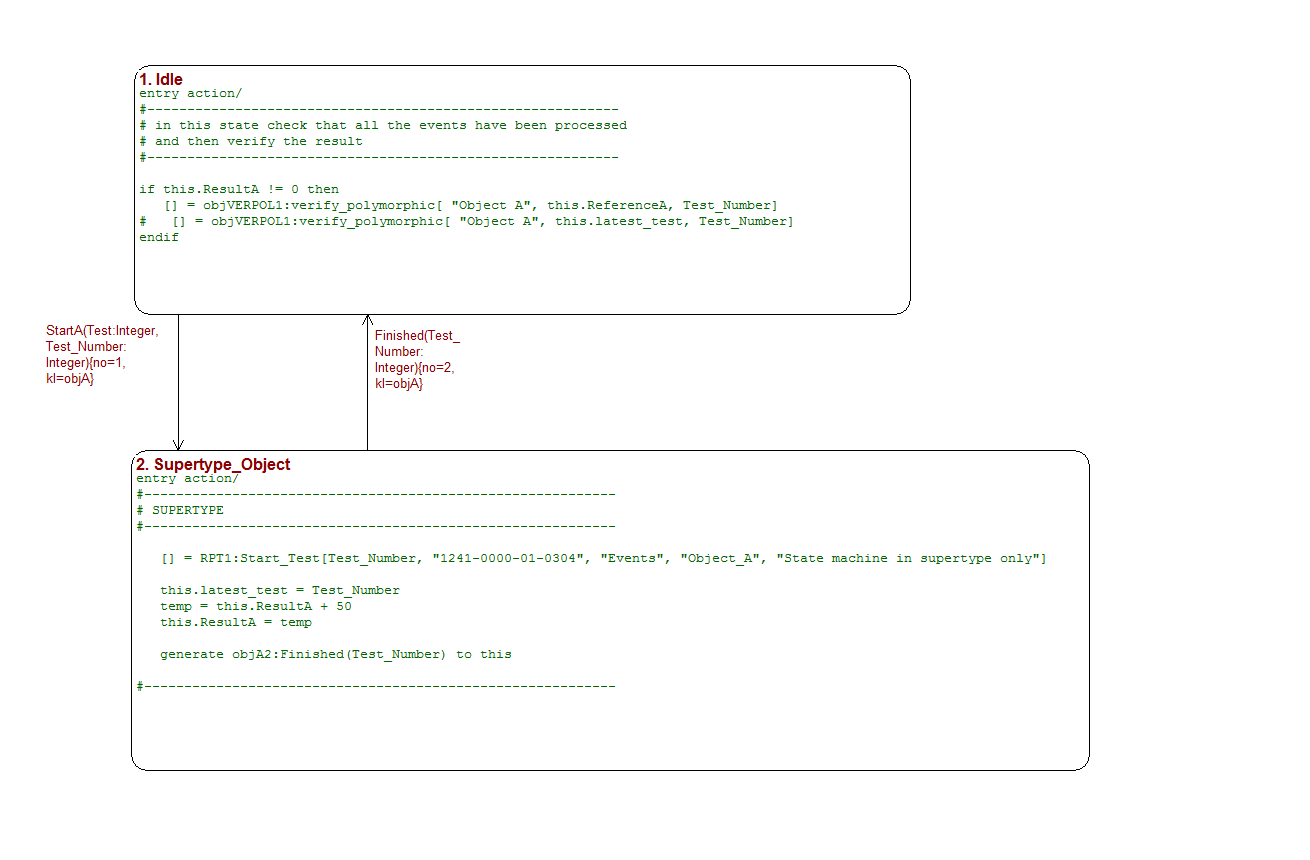 1. Idle
entry action/
#-----------------------------------------------------------
# in this state check that all the events have been processed
# and then verify the result
#-----------------------------------------------------------
if this.ResultA != 0 then
[] = objVERPOL1:verify_polymorphic[ "Object A", this.ReferenceA, Test_Number]
#   [] = objVERPOL1:verify_polymorphic[ "Object A", this.latest_test, Test_Number]
endif
StartA(Test:Integer,
Test_Number:
Integer){no=1,
kl=objA}
Finished(Test_
Number:
Integer){no=2,
kl=objA}
2. Supertype_Object
entry action/
#-----------------------------------------------------------
# SUPERTYPE
#-----------------------------------------------------------
[] = RPT1:Start_Test[Test_Number, "1241-0000-01-0304", "Events", "Object_A", "State machine in supertype only"]
this.latest_test = Test_Number
temp = this.ResultA + 50
this.ResultA = temp
generate objA2:Finished(Test_Number) to this
#-----------------------------------------------------------